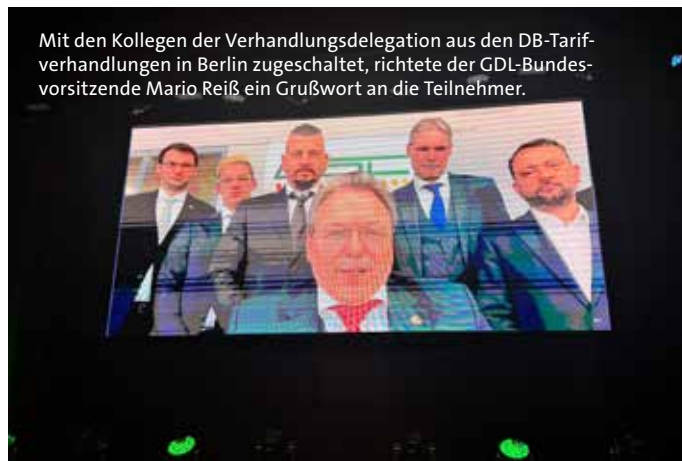 Mit den Kollegen der Verhandlungsdelegation aus den DB-Tarif-
verhandlungen in Berlin zugeschaltet, richtete der GDL-Bundes-
vorsitzende Mario Reiß ein Grußwort an die Teilnehmer.